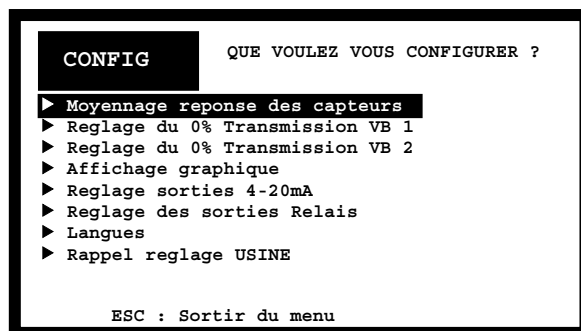 CONFIG
QUE VOULEZ VOUS CONFIGURER ?
Moyennage reponse des capteurs
Reglage du 0% Transmission VB 1
Reglage du 0% Transmission VB 2
Affichage graphique
Reglage sorties 4-20mA
Reglage des sorties Relais
Langues
Rappel reglage USINE
ESC : Sortir du menu